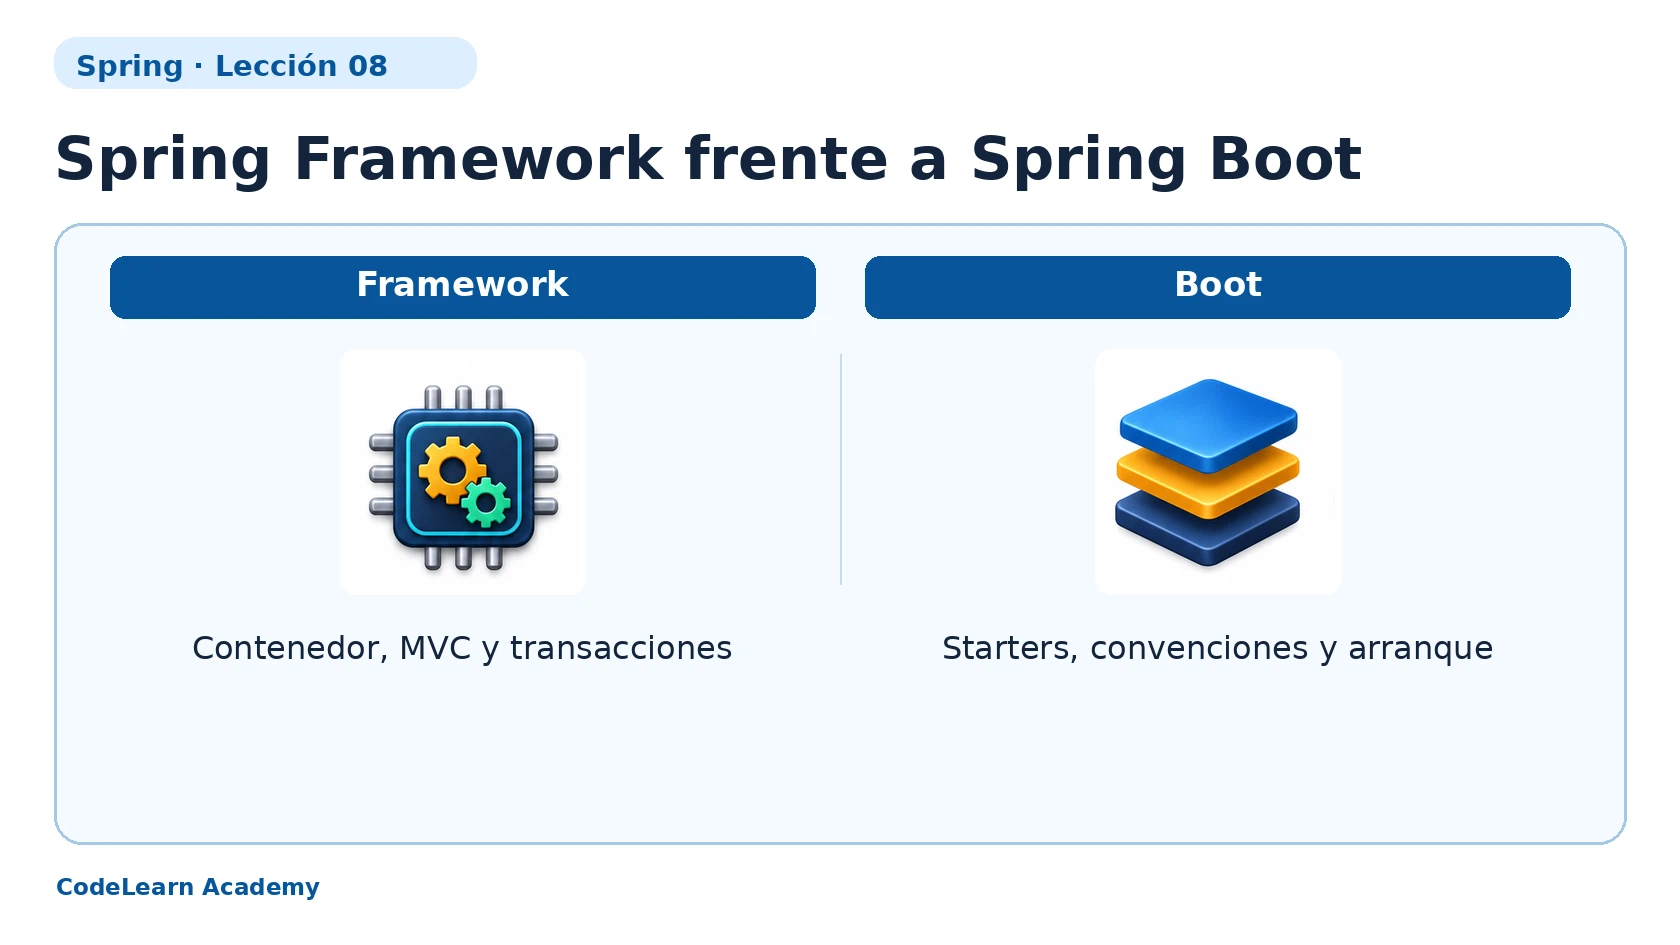 Spring · Lección 08
Spring Framework frente a Spring Boot
Framework
Boot
Contenedor, MVC y transacciones
Starters, convenciones y arranque
CodeLearn Academy